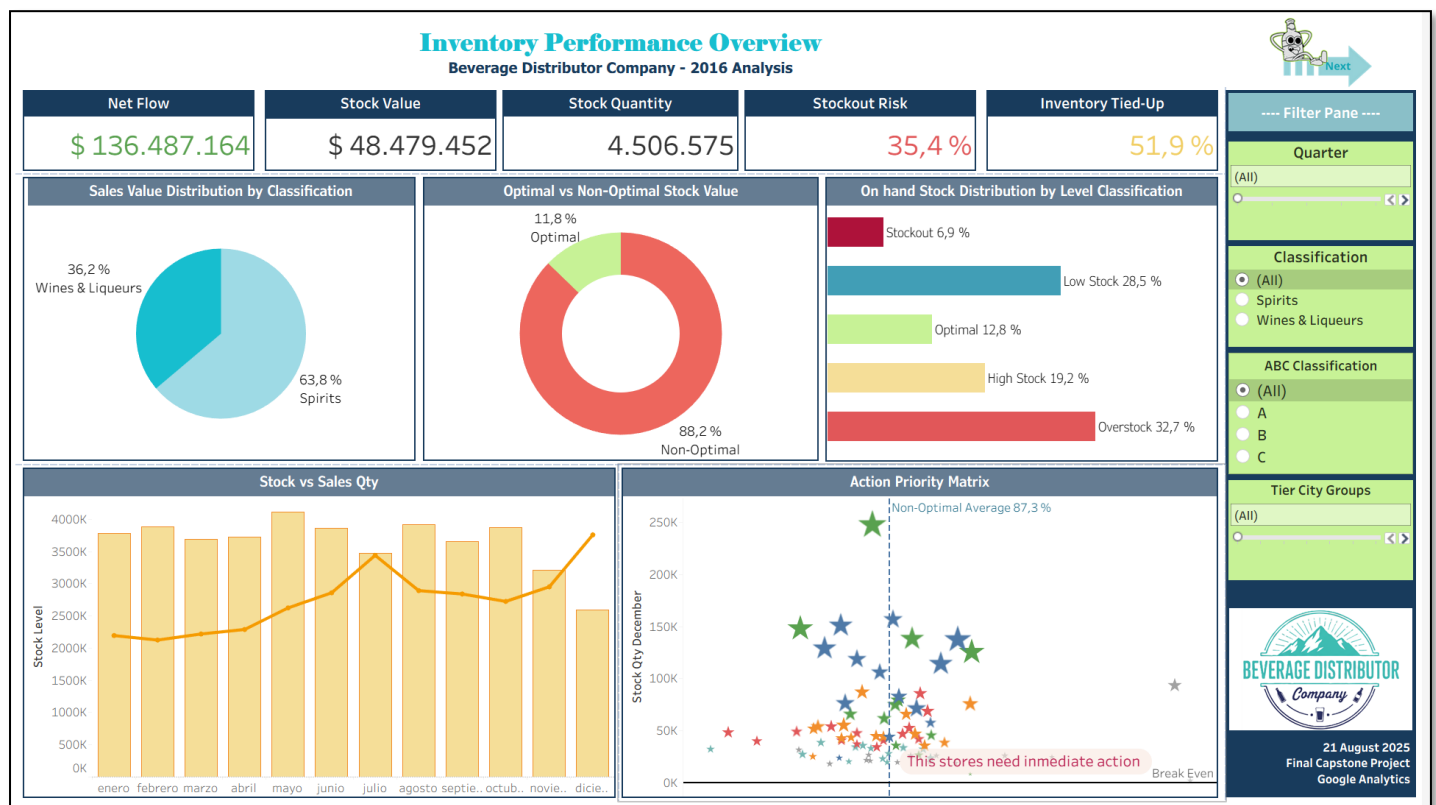 Inventory Performance Overview
Beverage Distributor Company - 2016 Analysis
Next
Net Flow
$ 136.487.164
Stock Value
$ 48.479.452
Stock Quantity
4.506.575
Stockout Risk
35,4 %
Inventory Tied-Up
51,9 %
Sales Value Distribution by Classification
36,2 %
Wines & Liqueurs
63,8 %
Spirits
Optimal vs Non-Optimal Stock Value
11,8 %
Optimal
88,2 %
Non-Optimal
On hand Stock Distribution by Level Classification
Stockout 6,9 %
Low Stock 28,5 %
Optimal 12,8 %
High Stock 19,2 %
Overstock 32,7 %
Stock vs Sales Qty
Stock Level
4000K
3500K
3000K
2500K
2000K
1500K
1000K
500K
0K
enero febrero marzo abril mayo junio julio agosto septie.. octub.. novie.. dicie..
Action Priority Matrix
Non-Optimal Average 87,3 %
Stock Qty December
250K
200K
150K
100K
50K
0K
This stores need inmediate action
Break Even
---- Filter Pane ----
Quarter
(All)
Classification
(All)
Spirits
Wines & Liqueurs
ABC Classification
(All)
A
B
C
Tier City Groups
(All)
BEVERAGE DISTRIBUTOR
Company
21 August 2025
Final Capstone Project
Google Analytics